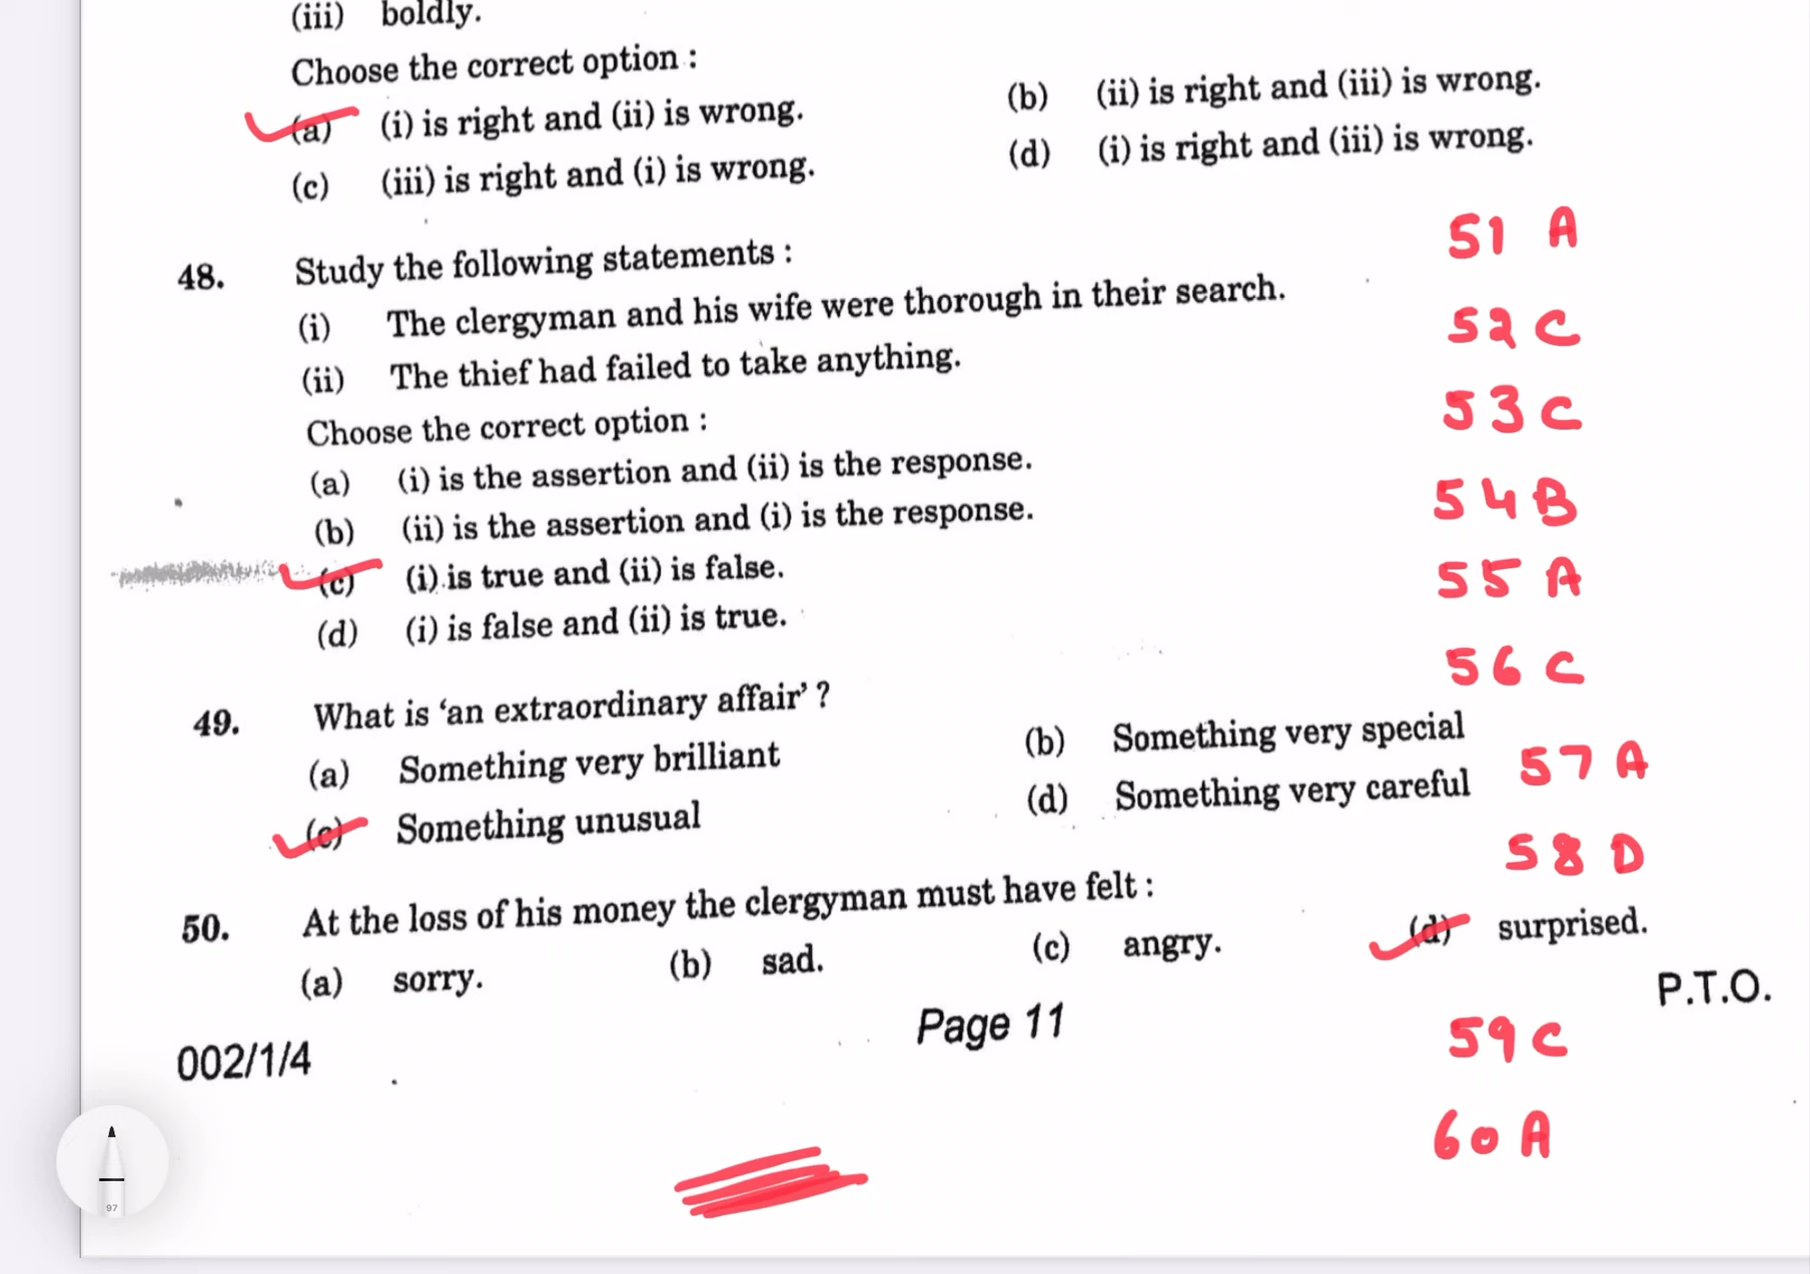 (iii) boldly.
Choose the correct option :
(a) (i) is right and (ii) is wrong.
(b) (ii) is right and (iii) is wrong.
(c) (iii) is right and (i) is wrong.
(d) (i) is right and (iii) is wrong.
51 A
48. Study the following statements :
(i) The clergyman and his wife were thorough in their search.
52 C
(ii) The thief had failed to take anything.
53 C
Choose the correct option :
(a) (i) is the assertion and (ii) is the response.
54 B
(b) (ii) is the assertion and (i) is the response.
(c) (i) is true and (ii) is false.
55 A
(d) (i) is false and (ii) is true.
56 C
49. What is ‘an extraordinary affair’ ?
(a) Something very brilliant
(b) Something very special
57 A
(c) Something unusual
(d) Something very careful
58 D
50. At the loss of his money the clergyman must have felt :
(a) sorry. (b) sad. (c) angry. (d) surprised.
P.T.O.
002/1/4
Page 11
59 C
60 A
97